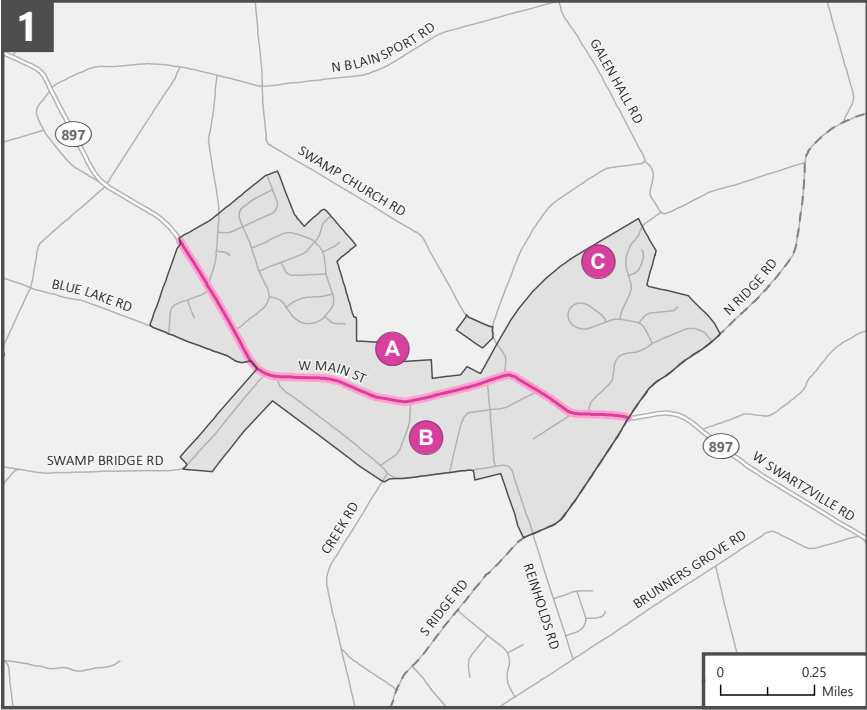 1
N BLAINSPORT RD
GALEN HALL RD
897
SWAMP CHURCH RD
C
BLUE LAKE RD
N RIDGE RD
A
W MAIN ST
B
897
SWAMP BRIDGE RD
W SWARTZVILLE RD
CREEK RD
S RIDGE RD
REINHOLDS RD
BRUNNERS GROVE RD
0 0.25
Miles